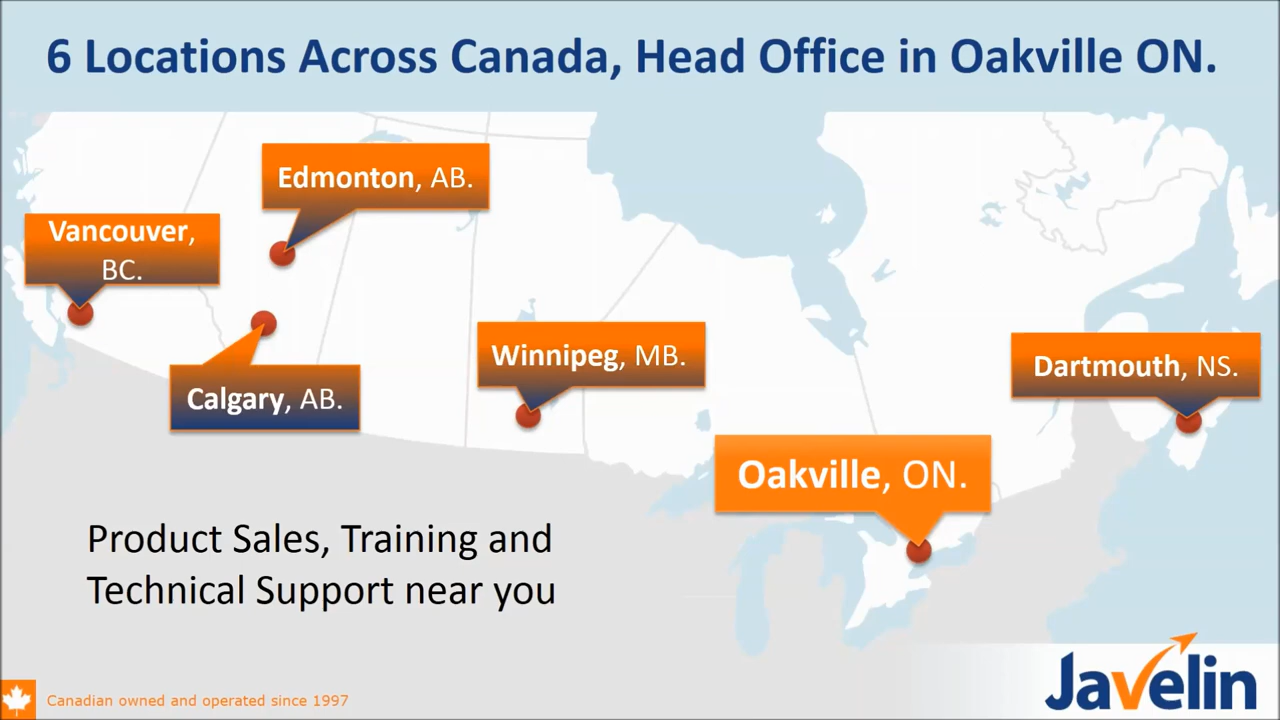 6 Locations Across Canada, Head Office in Oakville ON.
Edmonton, AB.
Vancouver,
BC.
Calgary, AB.
Winnipeg, MB.
Dartmouth, NS.
Oakville, ON.
Product Sales, Training and
Technical Support near you
Canadian owned and operated since 1997
Javelin